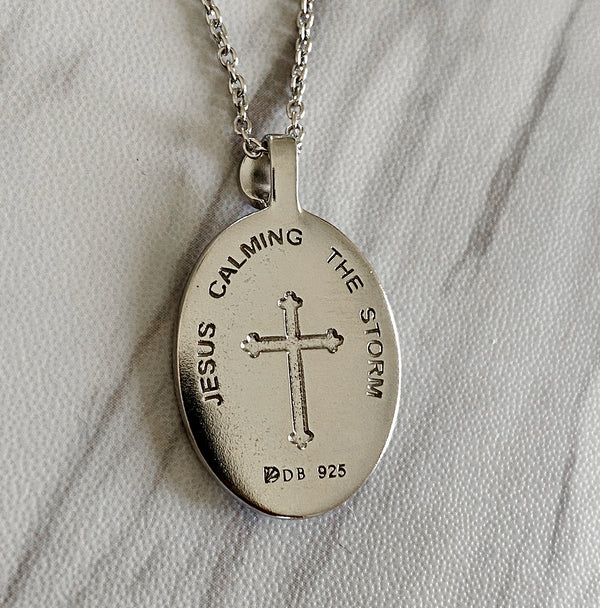 JESUS CALMING THE STORM
DB 925